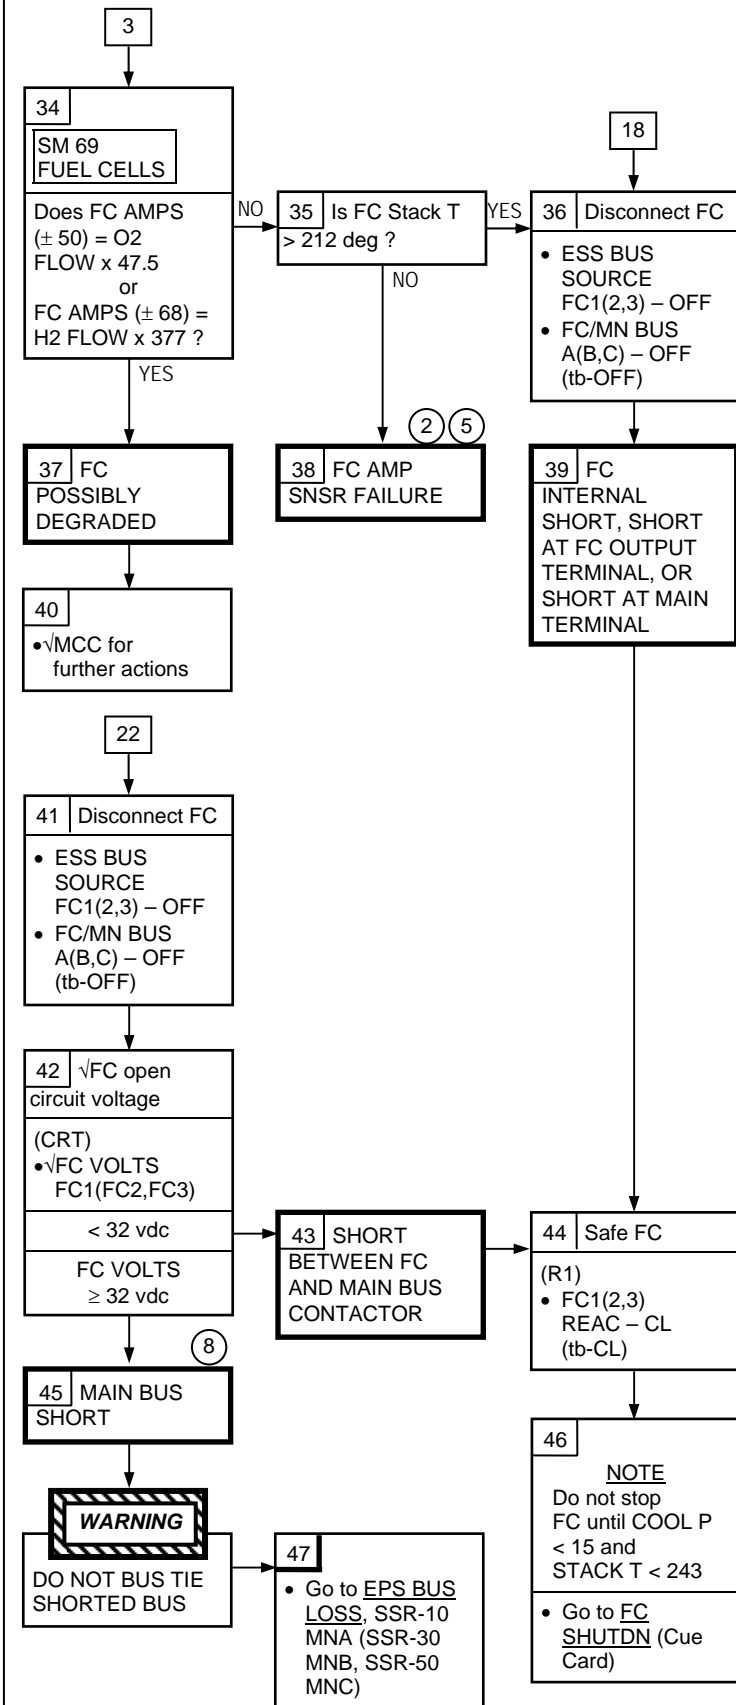 3
34
SM 69
FUEL CELLS
Does FC AMPS
(± 50) = O2
FLOW x 47.5
or
FC AMPS (± 68) =
H2 FLOW x 377 ?
NO
YES
35 Is FC Stack T
> 212 deg ?
YES
NO
18
36 Disconnect FC
• ESS BUS
SOURCE
FC1(2,3) – OFF
• FC/MN BUS
A(B,C) – OFF
(tb-OFF)
37 FC
POSSIBLY
DEGRADED
2 5
38 FC AMP
SNSR FAILURE
39 FC
INTERNAL
SHORT, SHORT
AT FC OUTPUT
TERMINAL, OR
SHORT AT MAIN
TERMINAL
40
•√MCC for
further actions
22
41 Disconnect FC
• ESS BUS
SOURCE
FC1(2,3) – OFF
• FC/MN BUS
A(B,C) – OFF
(tb-OFF)
42 √FC open
circuit voltage
(CRT)
•√FC VOLTS
FC1(FC2,FC3)
< 32 vdc
FC VOLTS
≥ 32 vdc
43 SHORT
BETWEEN FC
AND MAIN BUS
CONTACTOR
44 Safe FC
(R1)
• FC1(2,3)
REAC – CL
(tb-CL)
8
45 MAIN BUS
SHORT
WARNING
DO NOT BUS TIE
SHORTED BUS
47
• Go to EPS BUS
LOSS, SSR-10
MNA (SSR-30
MNB, SSR-50
MNC)
46
NOTE
Do not stop
FC until COOL P
< 15 and
STACK T < 243
• Go to FC
SHUTDN (Cue
Card)